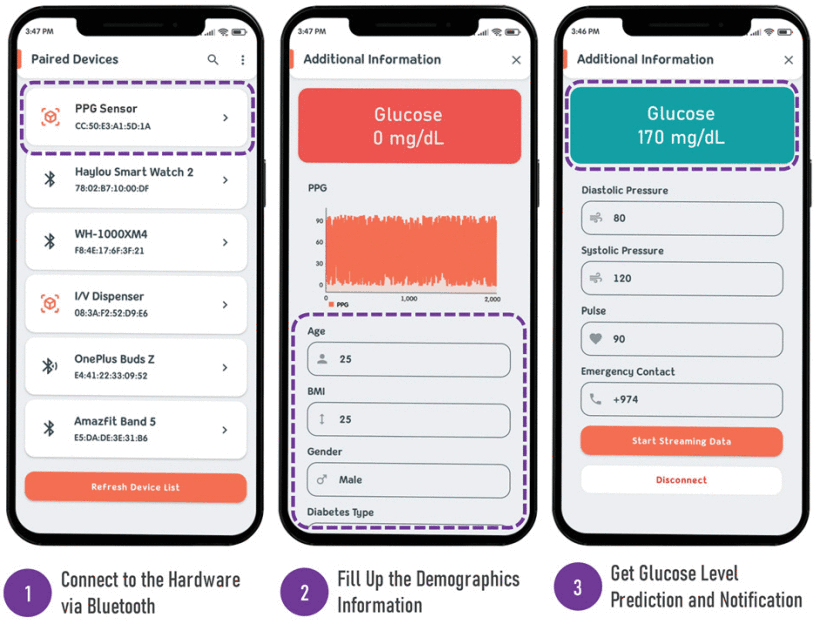 3:47 PM
Paired Devices
PPG Sensor
CC:50:E3:A1:5D:1A
Haylou Smart Watch 2
78:02:B7:10:00:DF
WH-1000XM4
F8:4E:17:6F:3F:21
I/V Dispenser
08:3A:F2:52:D9:E6
OnePlus Buds Z
E4:41:22:33:09:52
Amazfit Band 5
E5:DA:DE:3E:31:B6
Refresh Device List
1
Connect to the Hardware
via Bluetooth
3:47 PM
Additional Information
Glucose
0 mg/dL
PPG
90
60
30
0
0
1,000
2,000
PPG
Age
25
BMI
25
Gender
Male
Diabetes Type
2
Fill Up the Demographics
Information
3:46 PM
Additional Information
Glucose
170 mg/dL
Diastolic Pressure
80
Systolic Pressure
120
Pulse
90
Emergency Contact
+974
Start Streaming Data
Disconnect
3
Get Glucose Level
Prediction and Notification